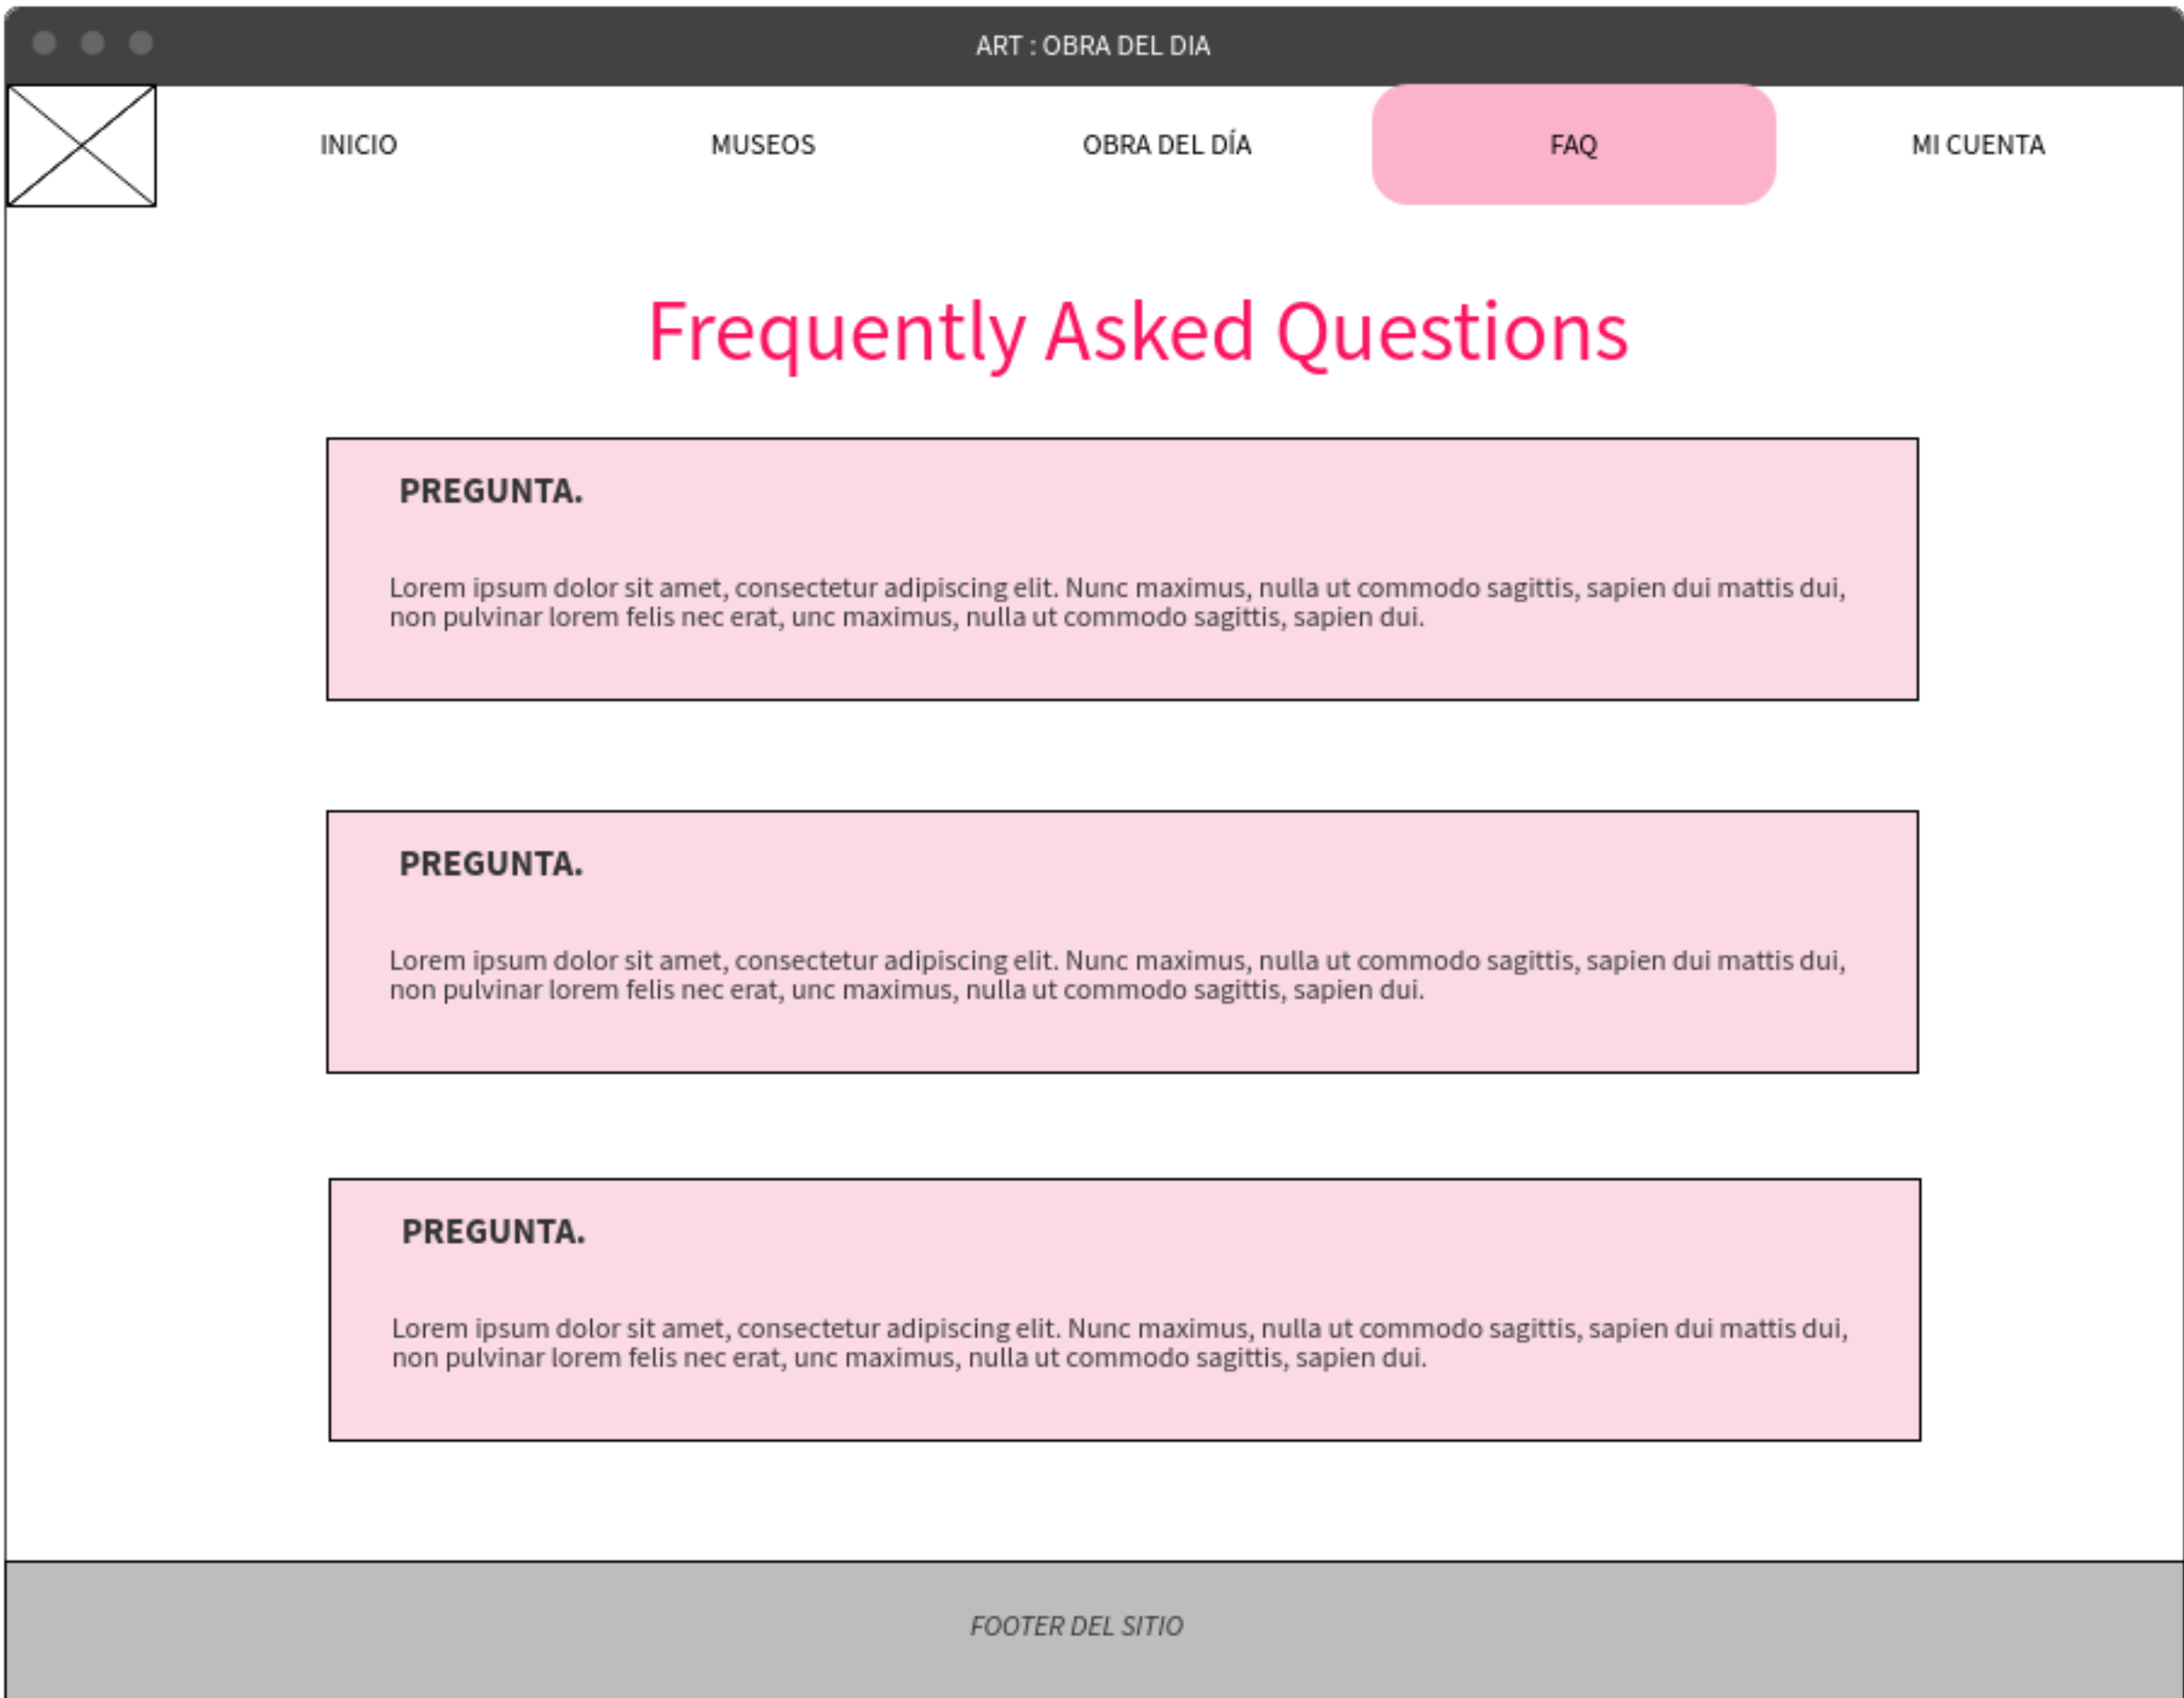 ART : OBRA DEL DIA
INICIO
MUSEOS
OBRA DEL DÍA
FAQ
MI CUENTA
Frequently Asked Questions
PREGUNTA.
Lorem ipsum dolor sit amet, consectetur adipiscing elit. Nunc maximus, nulla ut commodo sagittis, sapien dui mattis dui,
non pulvinar lorem felis nec erat, unc maximus, nulla ut commodo sagittis, sapien dui.
PREGUNTA.
Lorem ipsum dolor sit amet, consectetur adipiscing elit. Nunc maximus, nulla ut commodo sagittis, sapien dui mattis dui,
non pulvinar lorem felis nec erat, unc maximus, nulla ut commodo sagittis, sapien dui.
PREGUNTA.
Lorem ipsum dolor sit amet, consectetur adipiscing elit. Nunc maximus, nulla ut commodo sagittis, sapien dui mattis dui,
non pulvinar lorem felis nec erat, unc maximus, nulla ut commodo sagittis, sapien dui.
FOOTER DEL SITIO